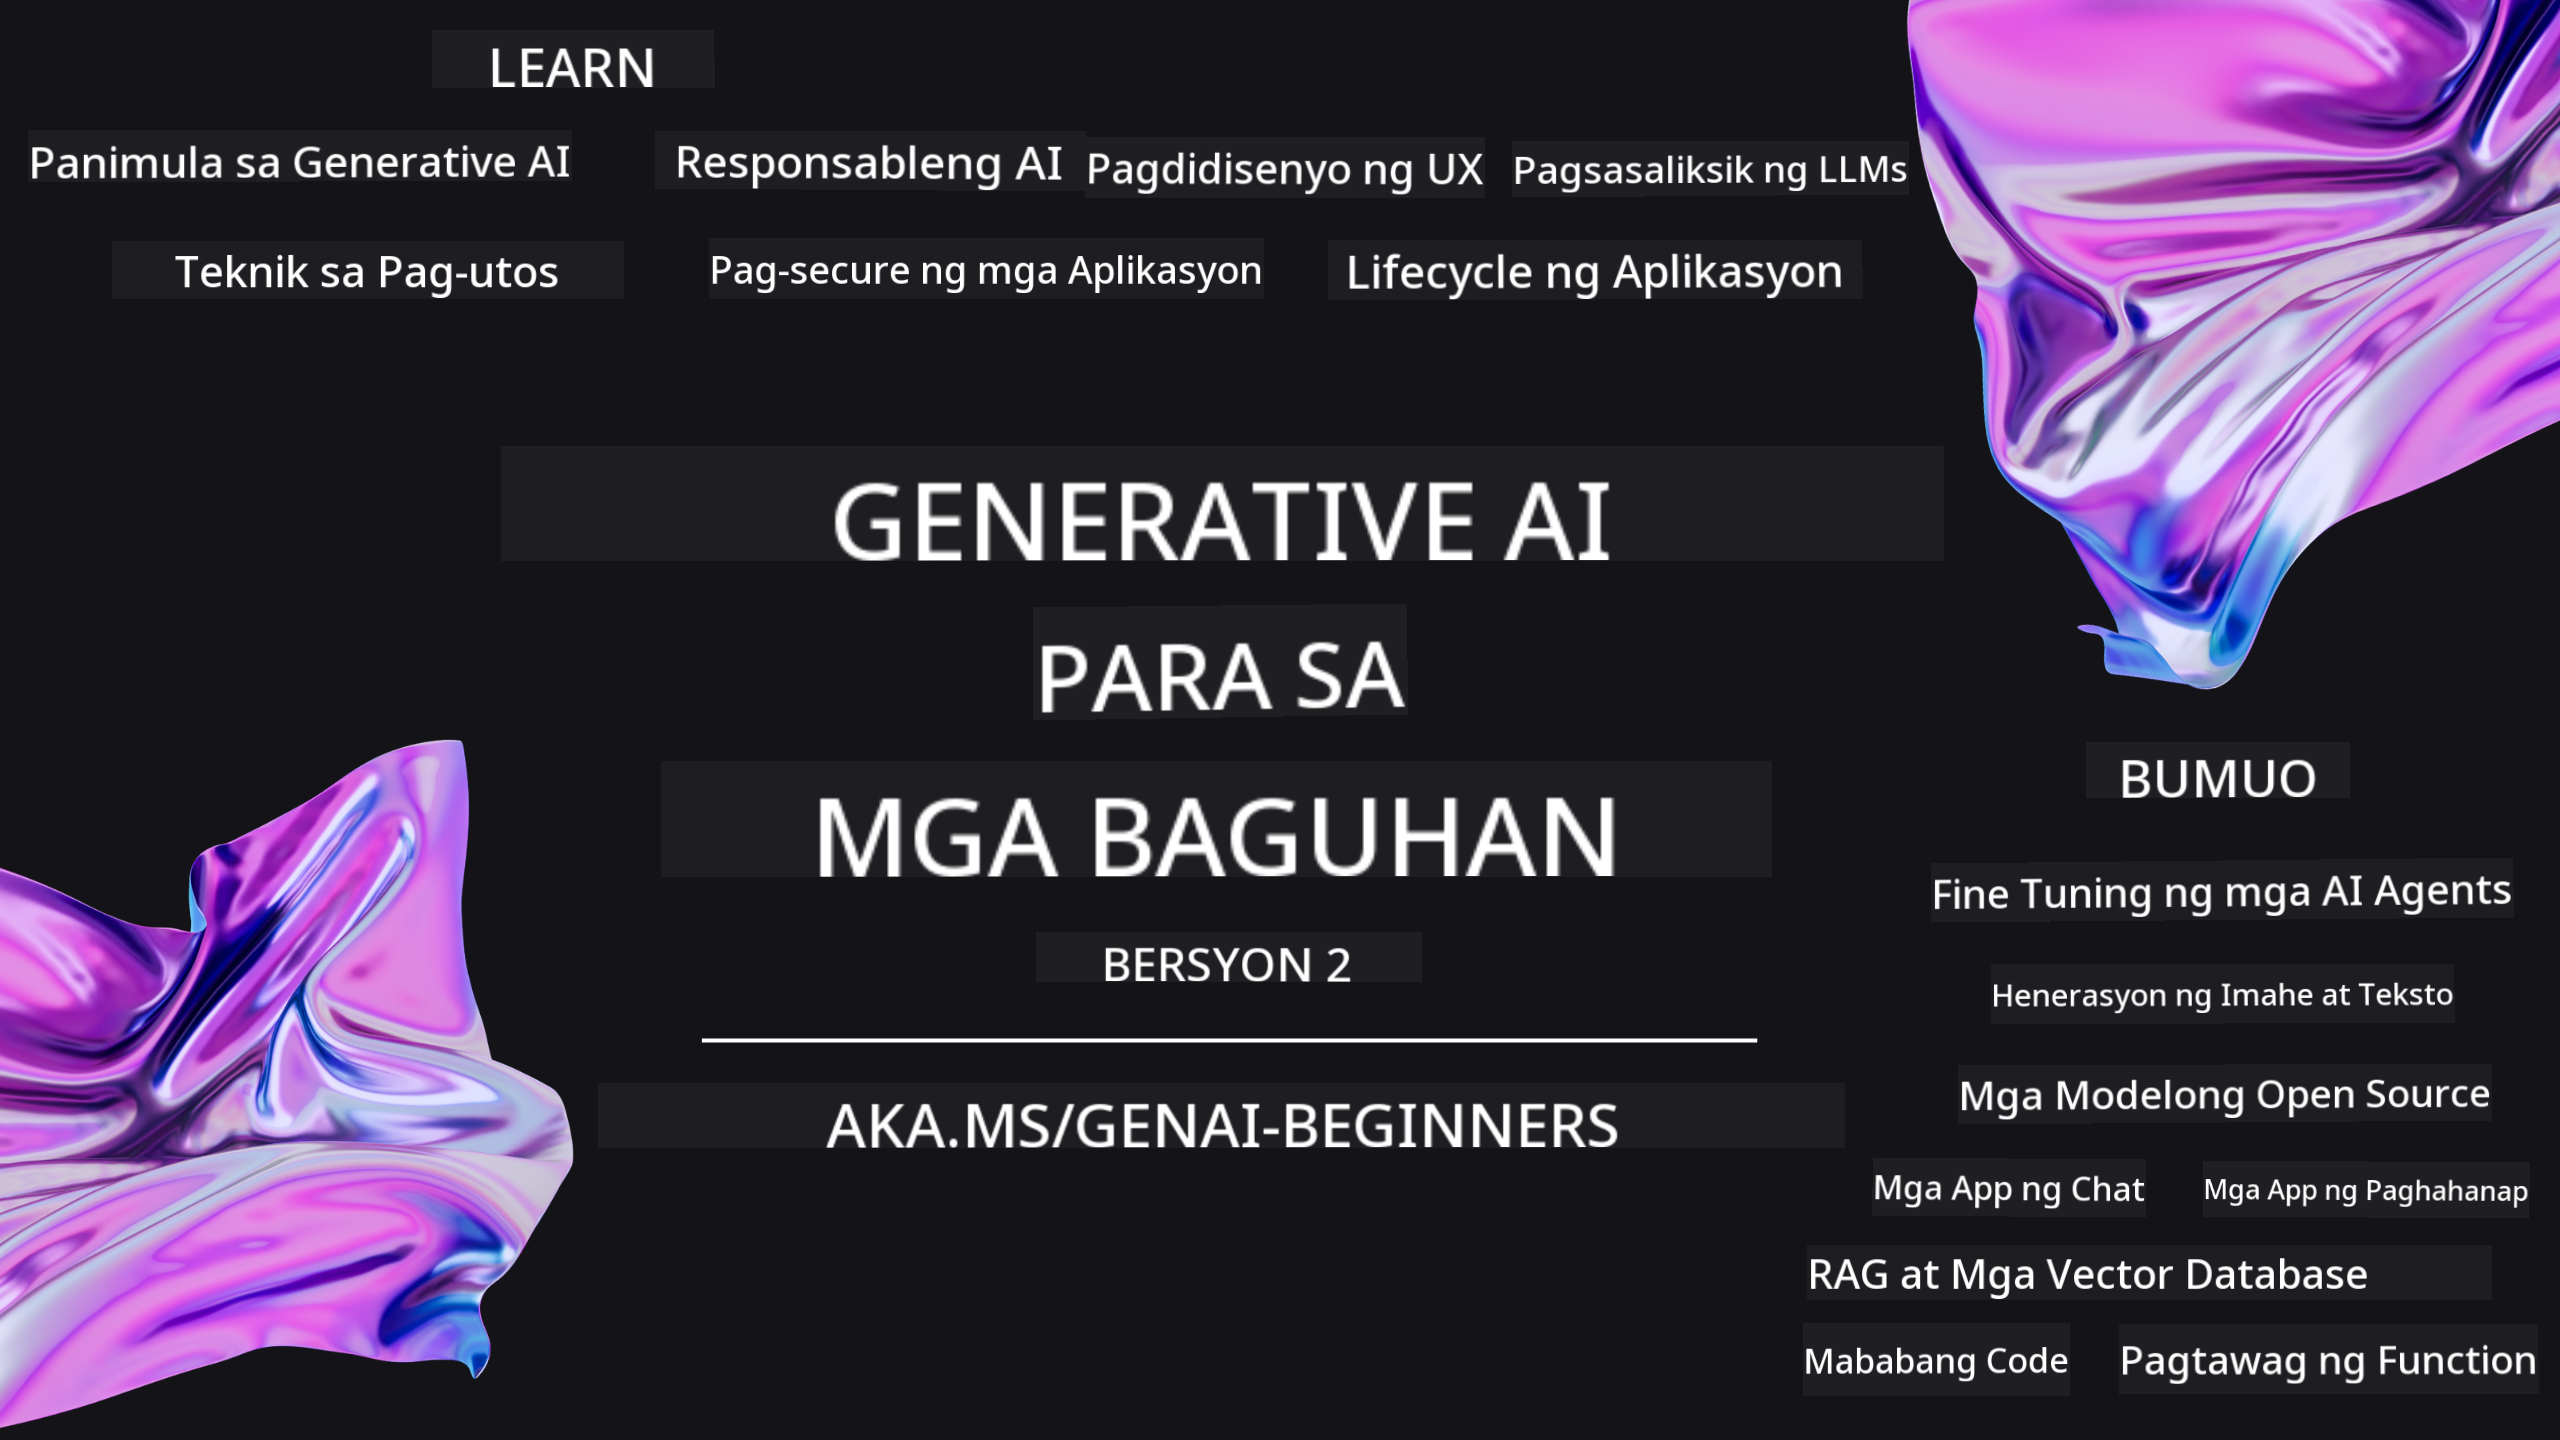 LEARN
Panimula sa Generative AI
Responsableng AI
Pagdidisenyo ng UX
Pagsasaliksik ng LLMs
Teknik sa Pag-utos
Pag-secure ng mga Aplikasyon
Lifecycle ng Aplikasyon
GENERATIVE AI
PARA SA
MGA BAGUHAN
BERSYON 2
AKA.MS/GENAI-BEGINNERS
BUMUO
Fine Tuning ng mga AI Agents
Henerasyon ng Imahe at Teksto
Mga Modelong Open Source
Mga App ng Chat
Mga App ng Paghahanap
RAG at Mga Vector Database
Mababang Code
Pagtawag ng Function